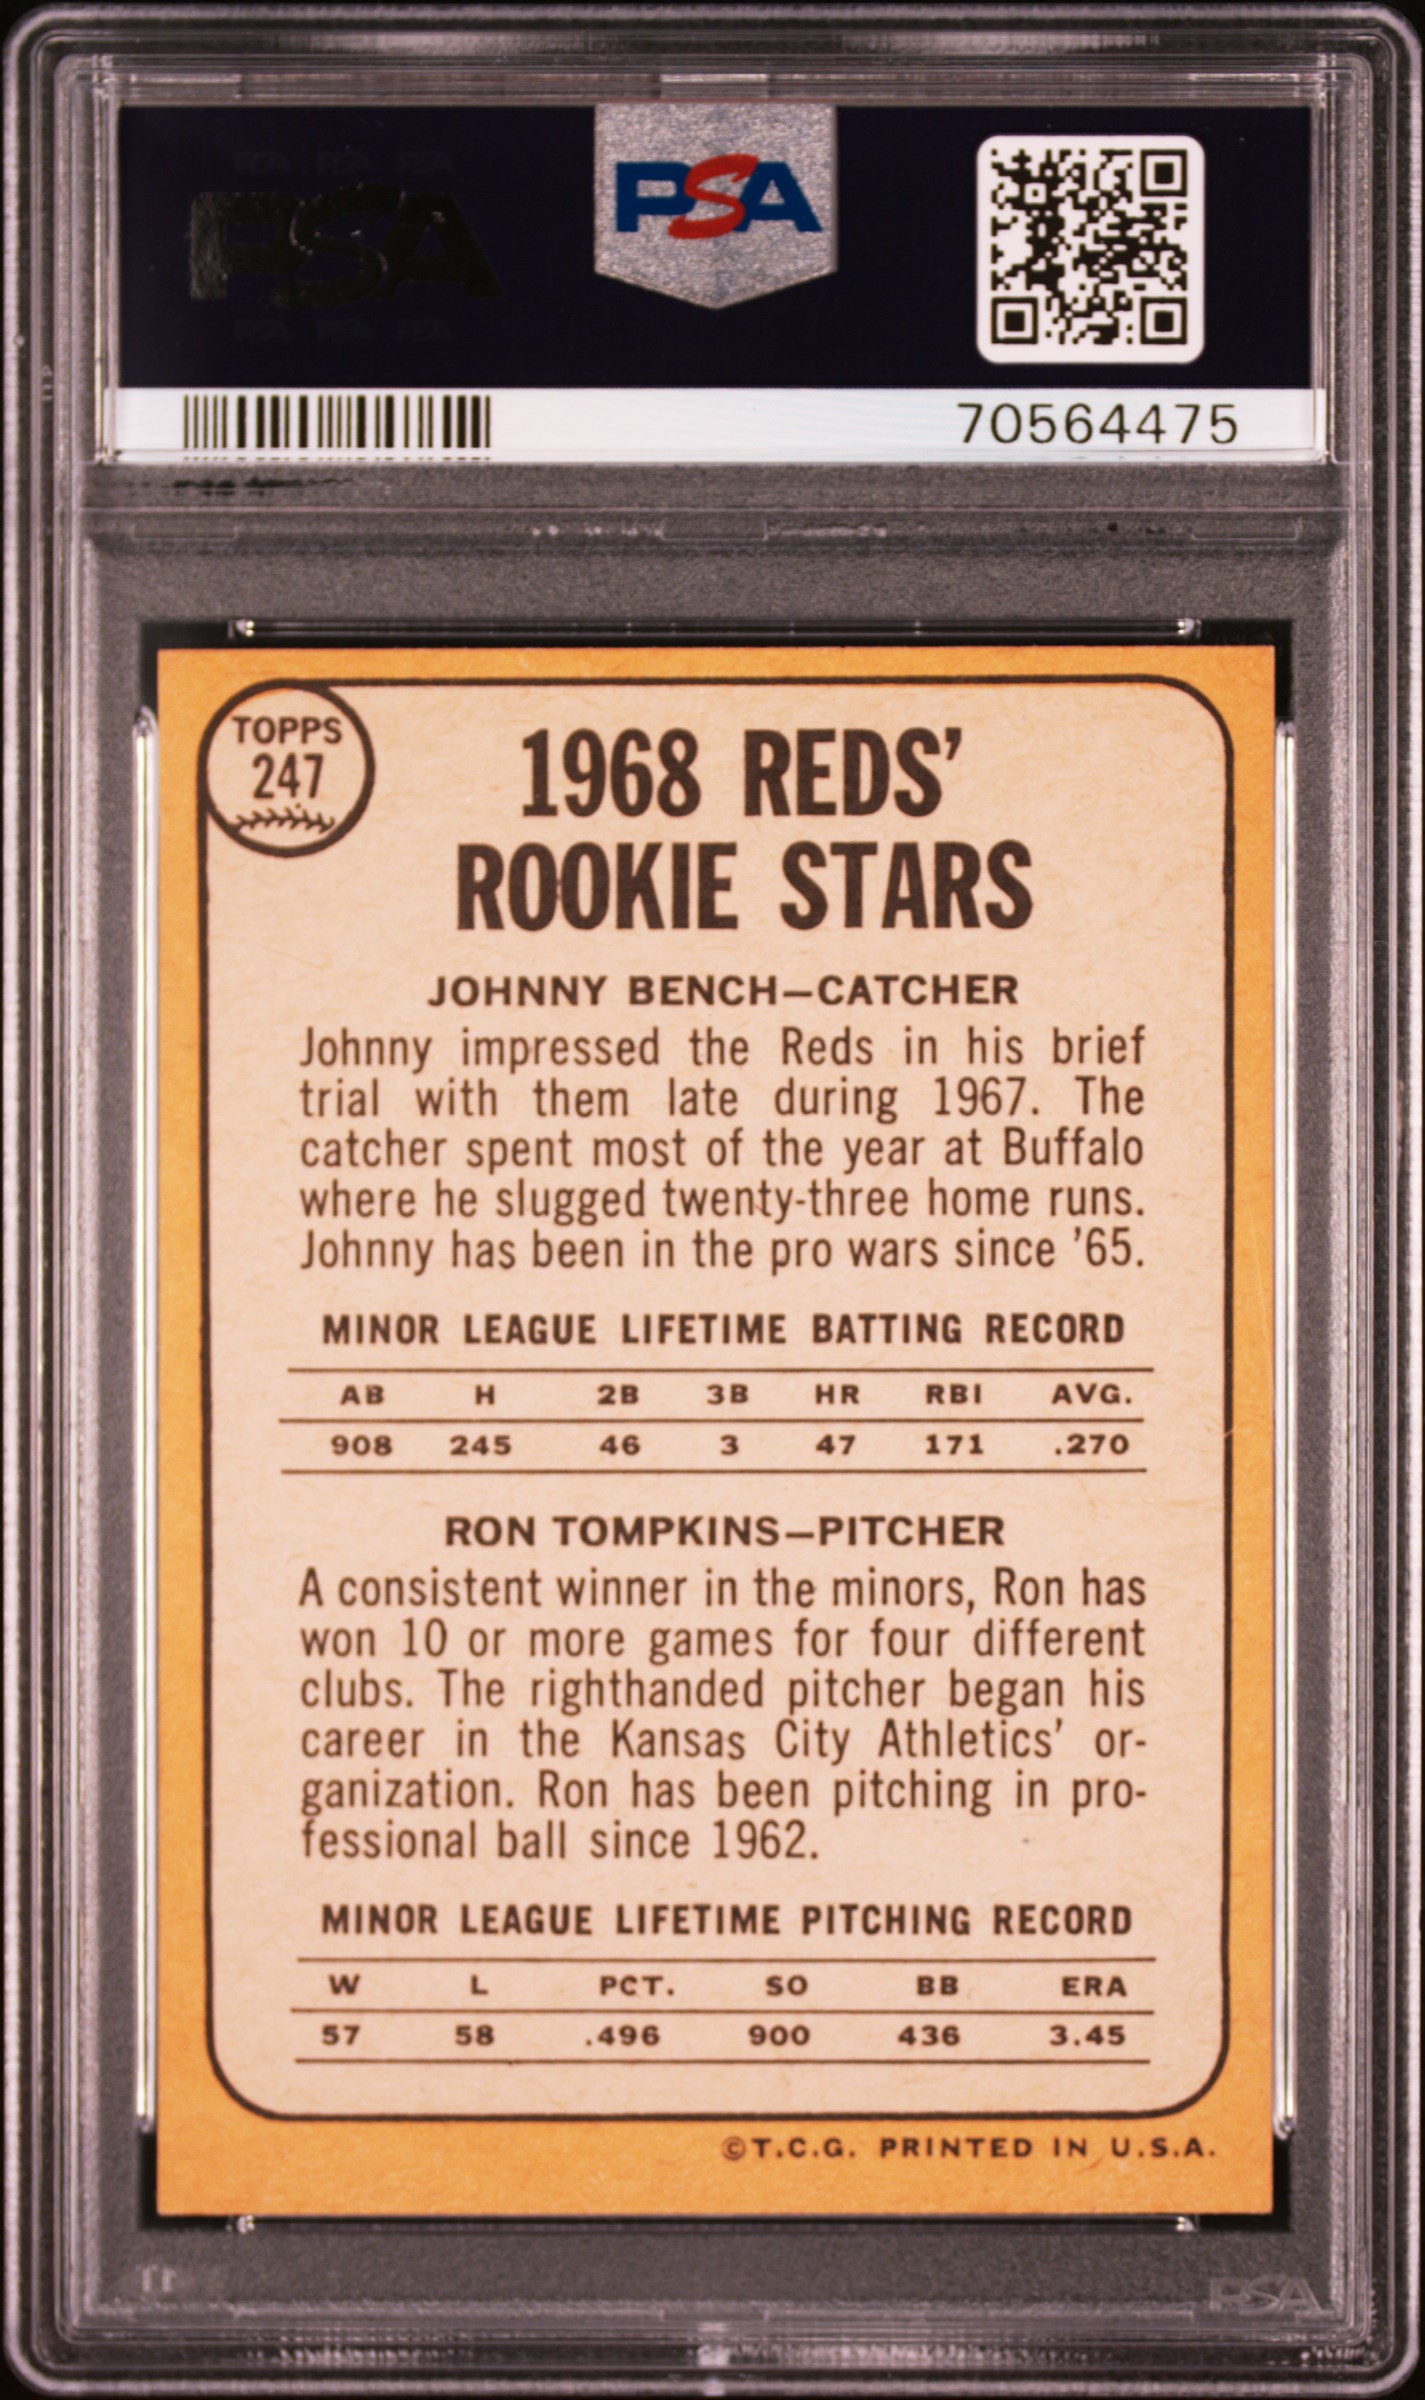 PSA
PSA
70564475
TOPPS
247
1968 REDS'
ROOKIE STARS
JOHNNY BENCH—CATCHER
Johnny impressed the Reds in his brief
trial with them late during 1967. The
catcher spent most of the year at Buffalo
where he slugged twenty-three home runs.
Johnny has been in the pro wars since '65.
MINOR LEAGUE LIFETIME BATTING RECORD
AB H 2B 3B HR RBI AVG.
908 245 46 3 47 171 .270
RON TOMPKINS—PITCHER
A consistent winner in the minors, Ron has
won 10 or more games for four different
clubs. The righthanded pitcher began his
career in the Kansas City Athletics' or-
ganization. Ron has been pitching in pro-
fessional ball since 1962.
MINOR LEAGUE LIFETIME PITCHING RECORD
W L PCT. SO BB ERA
57 58 .496 900 436 3.45
©T.C.G. PRINTED IN U.S.A.
PSA